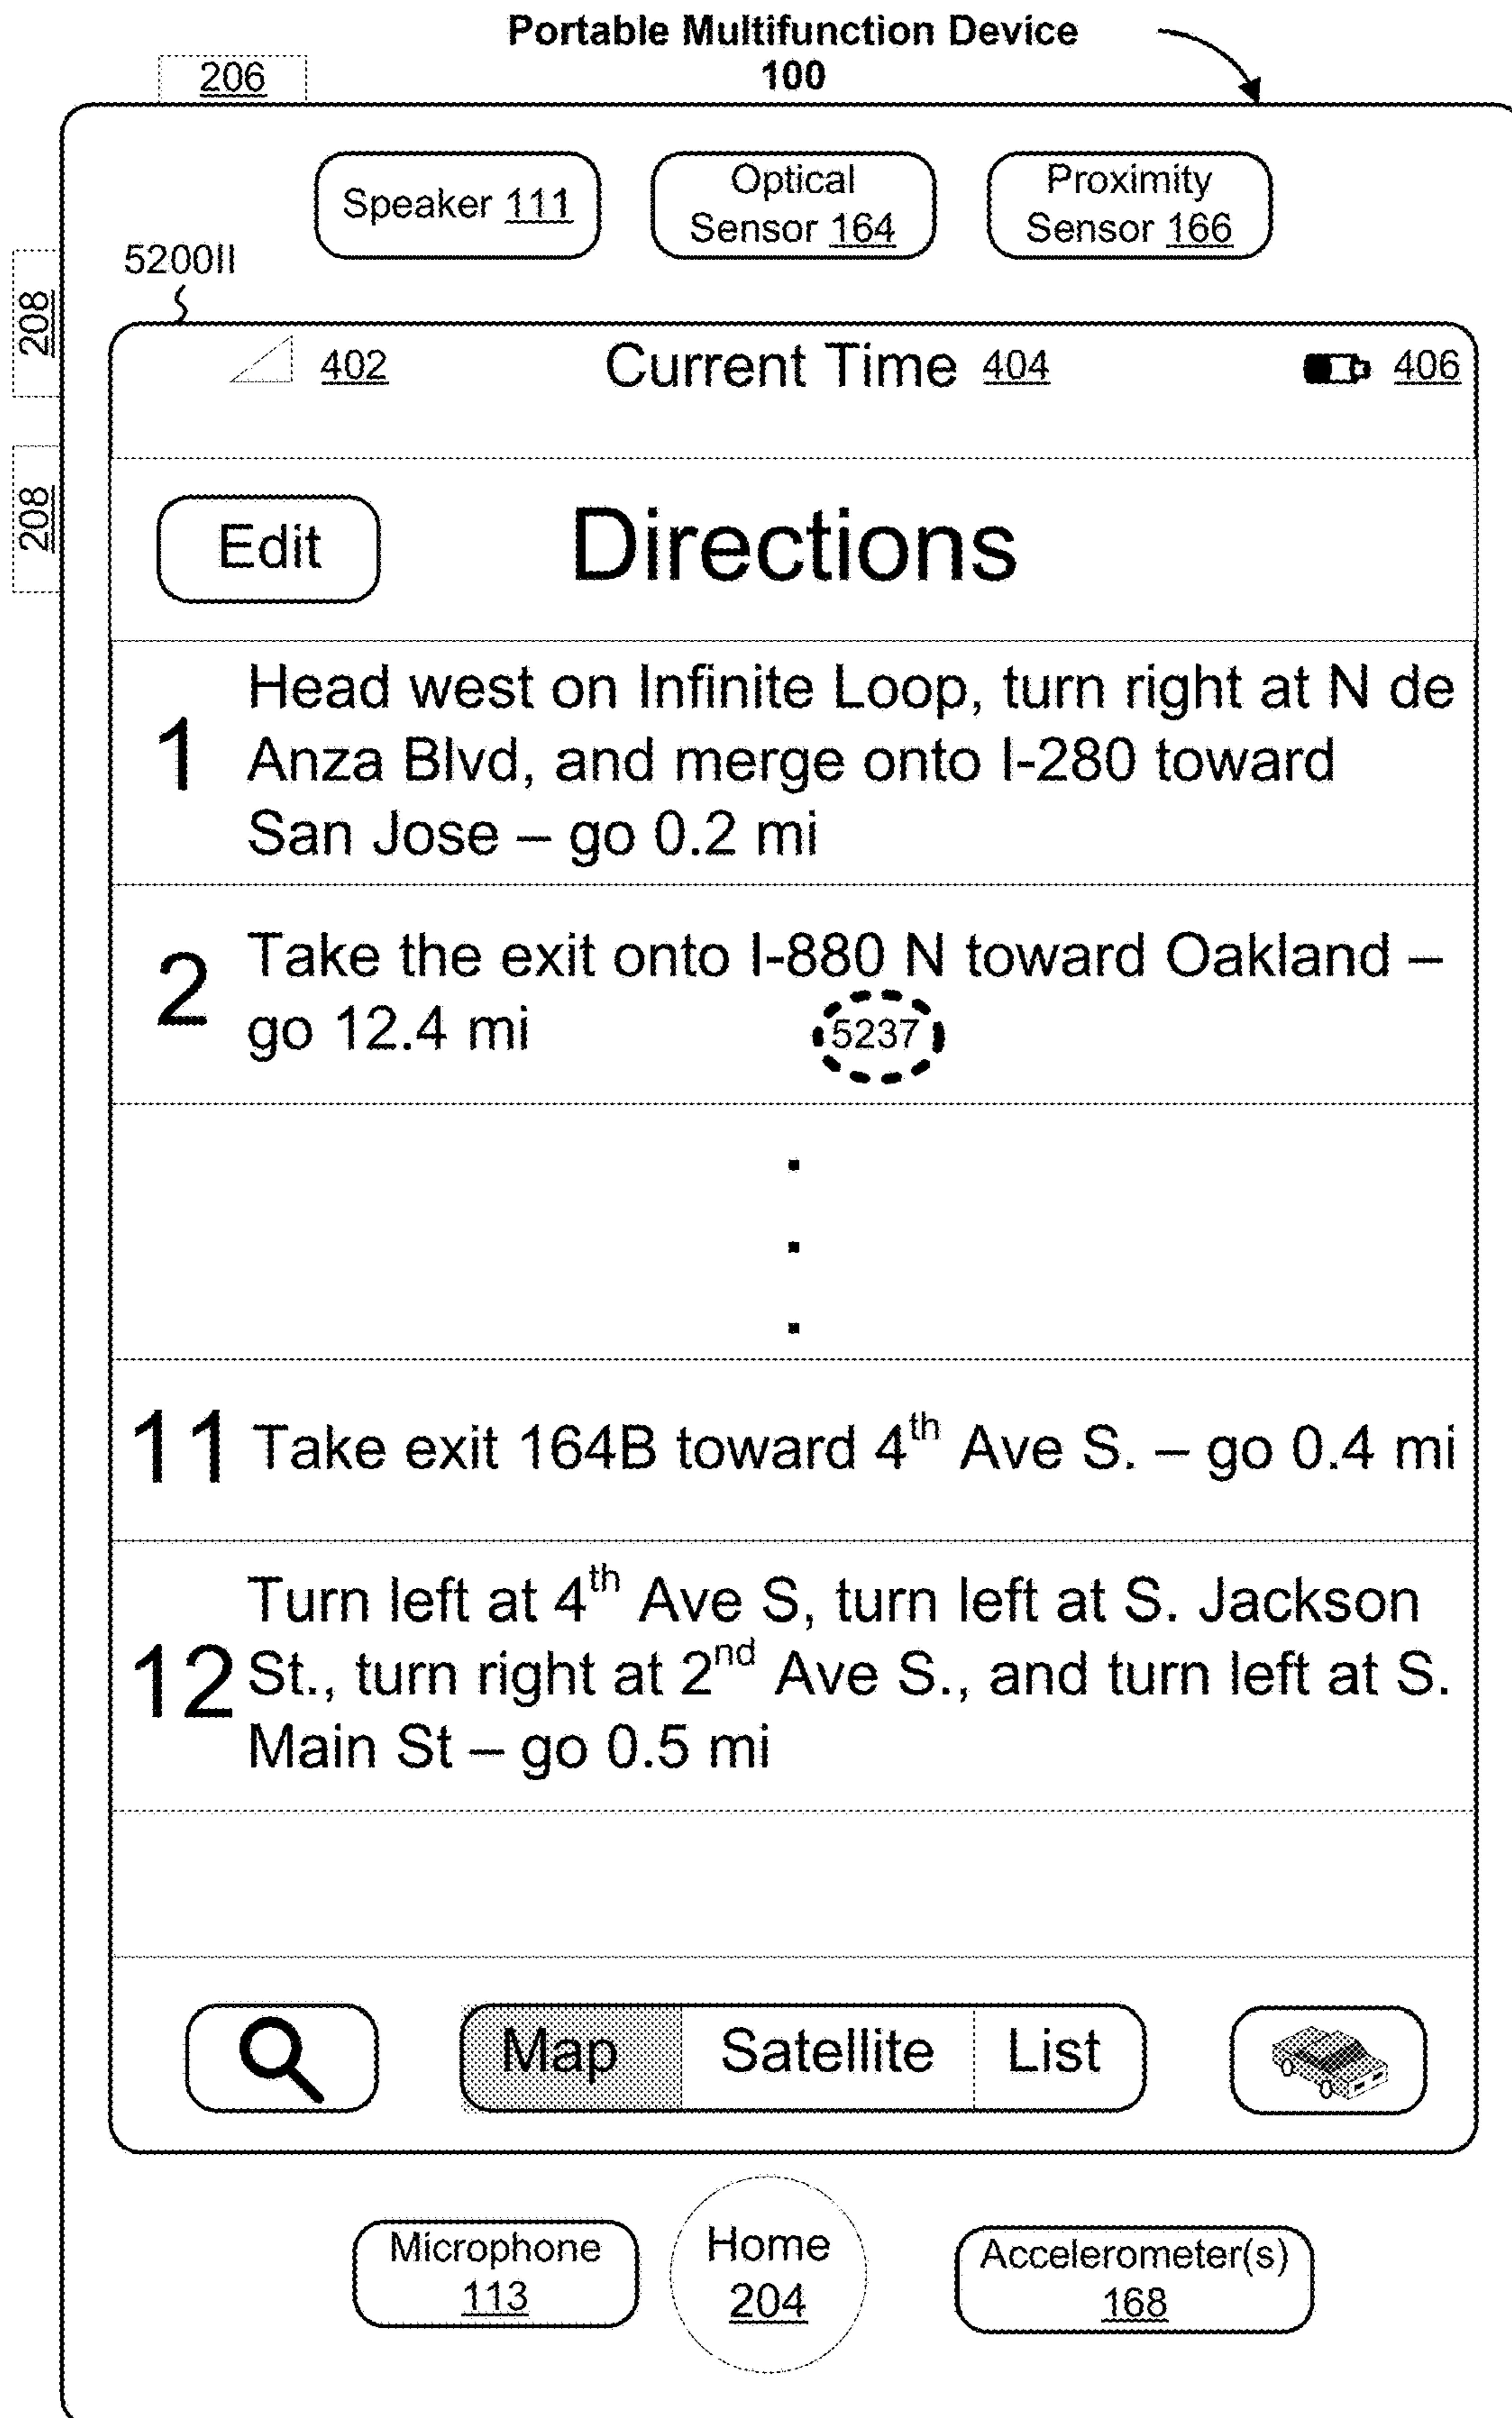 Portable Multifunction Device
100
206
Speaker 111
Optical
Sensor 164
Proximity
Sensor 166
5200II
208
208
402
Current Time 404
406
Edit
Directions
1
Head west on Infinite Loop, turn right at N de
Anza Blvd, and merge onto I-280 toward
San Jose – go 0.2 mi
2
Take the exit onto I-880 N toward Oakland –
go 12.4 mi
5237
11 Take exit 164B toward 4th Ave S. – go 0.4 mi
12
Turn left at 4th Ave S, turn left at S. Jackson
St., turn right at 2nd Ave S., and turn left at S.
Main St – go 0.5 mi
Map
Satellite
List
Microphone
113
Home
204
Accelerometer(s)
168